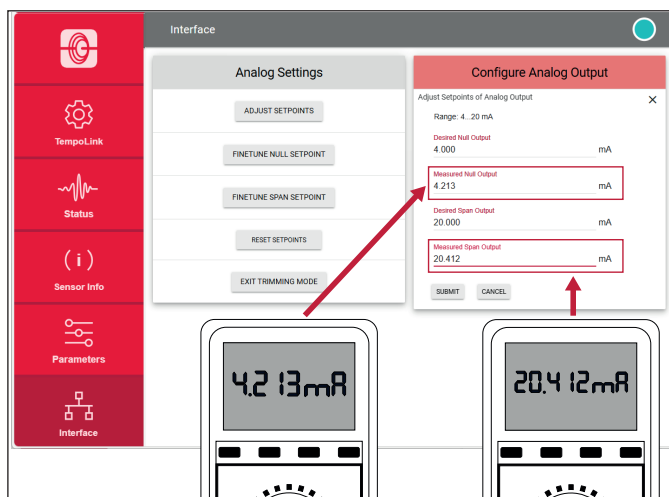 Interface
TempoLink
Status
(i)
Sensor Info
Parameters
Interface
Analog Settings
ADJUST SETPOINTS
FINETUNE NULL SETPOINT
FINETUNE SPAN SETPOINT
RESET SETPOINTS
EXIT TRIMMING MODE
Configure Analog Output
Adjust Setpoints of Analog Output
Range: 4...20 mA
Desired Null Output
4.000 mA
Measured Null Output
4.213 mA
Desired Span Output
20.000 mA
Measured Span Output
20.412 mA
SUBMIT CANCEL
4.213mA
20.412mA